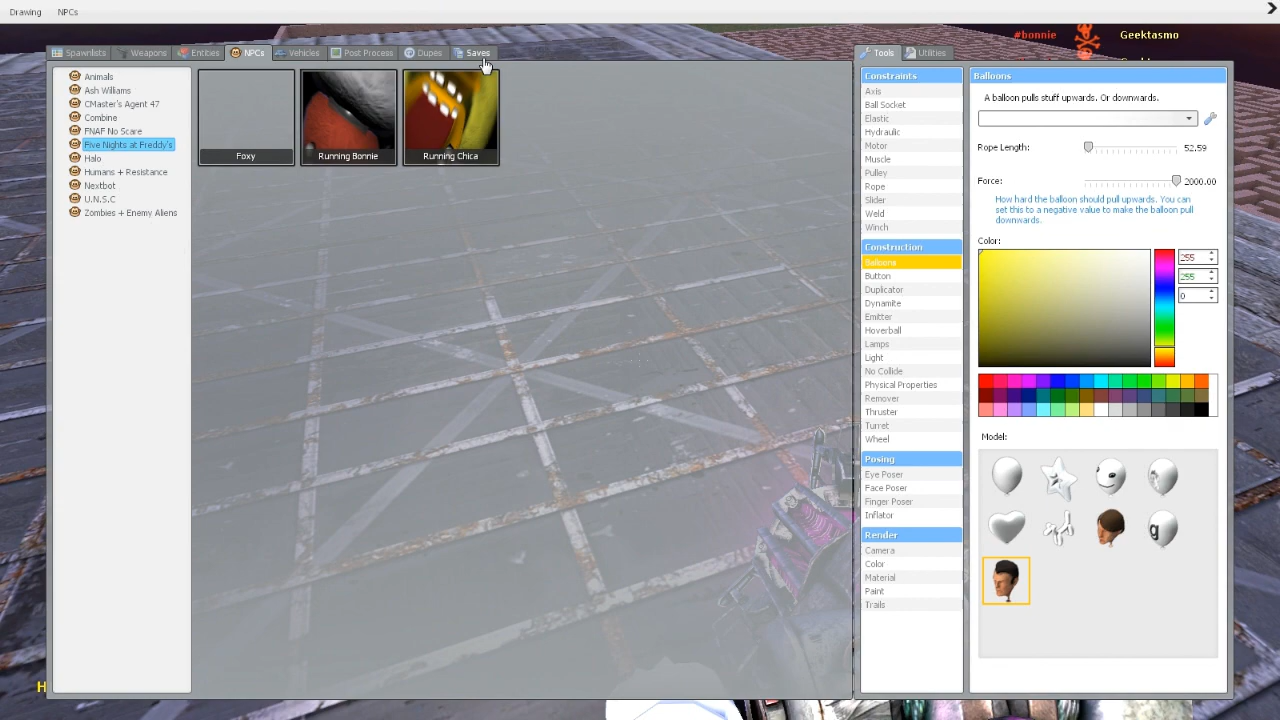 Drawing NPCs
#bonnie Geektasmo
Spawnlists Weapons Entities NPCs Vehicles Post Process Dupes Saves
Animals
Ash Williams
CMaster's Agent 47
Combine
FNAF No Scare
Five Nights at Freddy's
Halo
Humans + Resistance
Nextbot
U.N.S.C
Zombies + Enemy Aliens
Foxy
Running Bonnie
Running Chica
Tools Utilities
Constraints
Axis
Ball Socket
Elastic
Hydraulic
Motor
Muscle
Pulley
Rope
Slider
Weld
Winch
Construction
Balloons
Button
Duplicator
Dynamite
Emitter
Hoverball
Lamps
Light
No Collide
Physical Properties
Remover
Thruster
Turret
Wheel
Posing
Eye Poser
Face Poser
Finger Poser
Inflator
Render
Camera
Color
Material
Paint
Trails
Balloons
A balloon pulls stuff upwards. Or downwards.
Rope Length: 52.59
Force: 2000.00
How hard the balloon should pull upwards. You can
set this to a negative value to make the balloon pull
downwards.
Color:
255
255
0
Model:
g
H